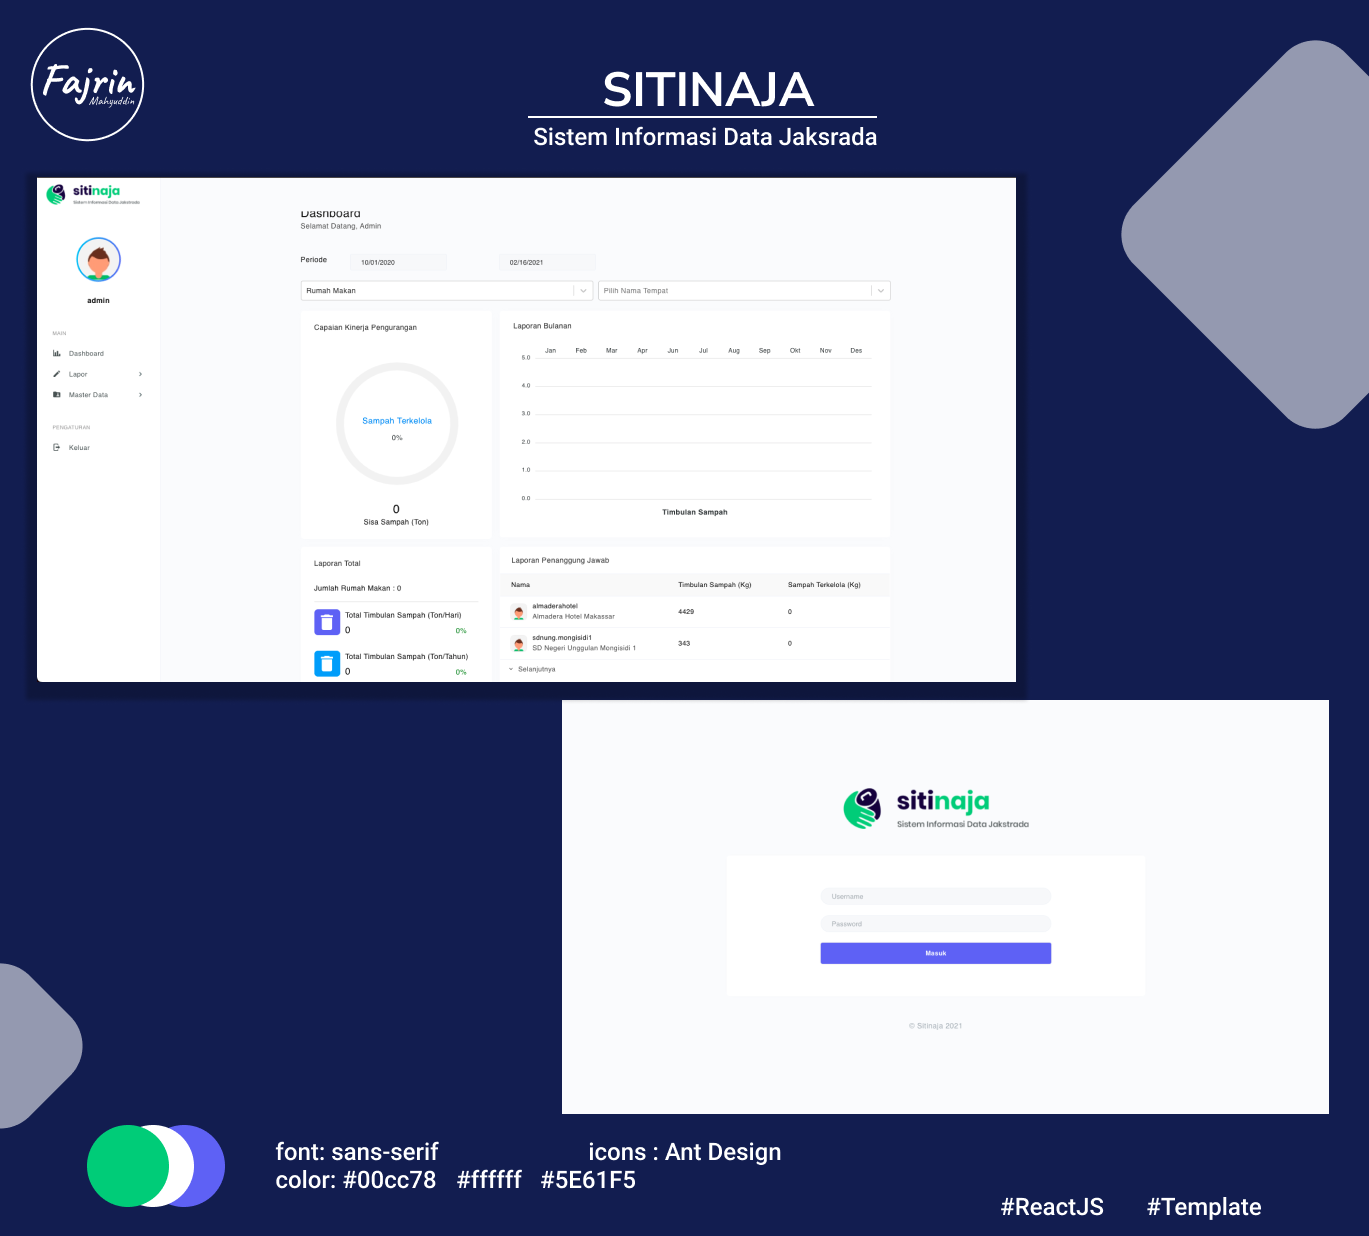 Fajrin
Mahyuddin
SITINAJA
Sistem Informasi Data Jaksrada
sitinaja
Sistem Informasi Data Jakstrada
admin
MAIN
Dashboard
Lapor
Master Data
PENGATURAN
Keluar
Dashboard
Selamat Datang, Admin
Periode 10/01/2020 02/16/2021
Rumah Makan Pilih Nama Tempat
Capaian Kinerja Pengurangan
Sampah Terkelola
0%
0
Sisa Sampah (Ton)
Laporan Bulanan
Jan Feb Mar Apr Jun Jul Aug Sep Okt Nov Des
5.0
4.0
3.0
2.0
1.0
0.0
Timbulan Sampah
Laporan Total
Jumlah Rumah Makan : 0
Total Timbulan Sampah (Ton/Hari)
0 0%
Total Timbulan Sampah (Ton/Tahun)
0 0%
Laporan Penanggung Jawab
Nama Timbulan Sampah (Kg) Sampah Terkelola (Kg)
almaderahotel
Almadera Hotel Makassar
4429 0
sdnung.mongisidi1
SD Negeri Unggulan Mongisidi 1
343 0
Selanjutnya
sitinaja
Sistem Informasi Data Jakstrada
Username
Password
Masuk
© Sitinaja 2021
font: sans-serif icons : Ant Design
color: #00cc78 #ffffff #5E61F5
#ReactJS #Template